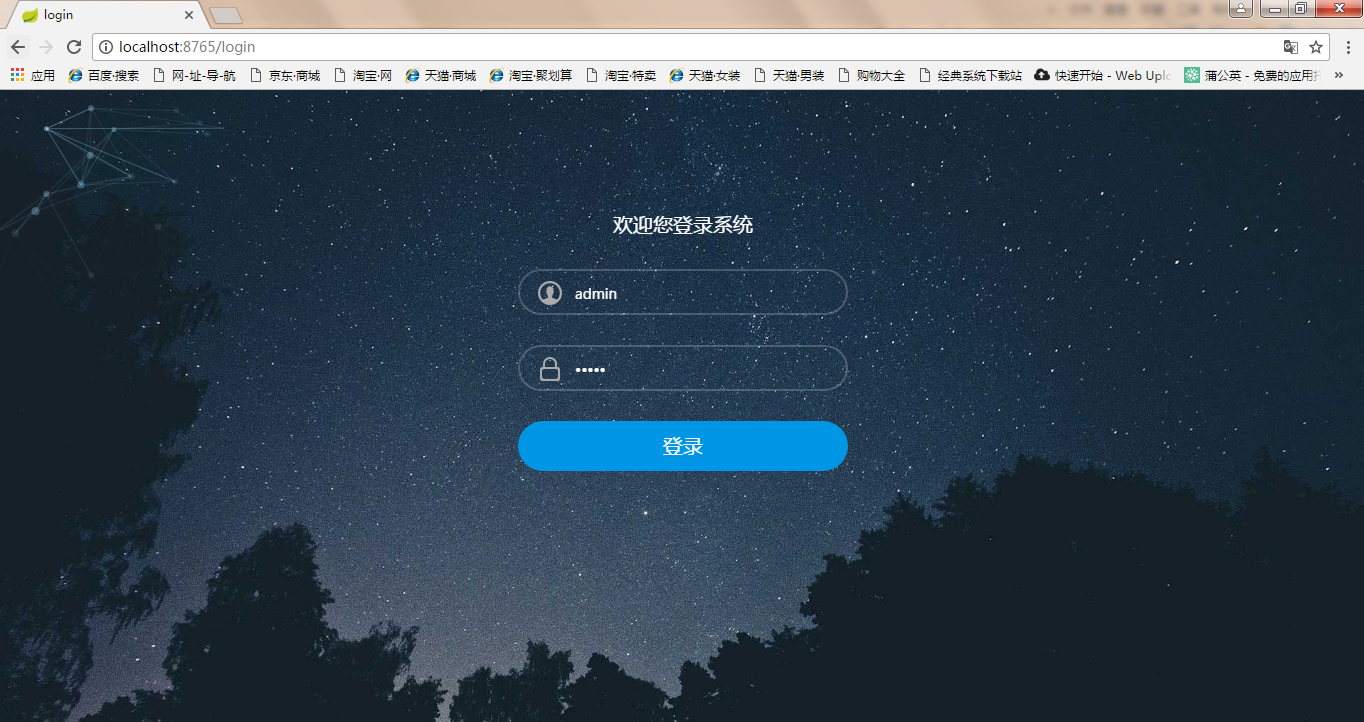 login
localhost:8765/login
应用 百度·搜索 网-址-导-航 京东·商城 淘宝·网 天猫·商城 淘宝·聚划算 淘宝·特卖 天猫·女装 天猫·男装 购物大全 经典系统下载站 快速开始 - Web Uplo 蒲公英 - 免费的应用 »
欢迎您登录系统
admin
•••••
登录